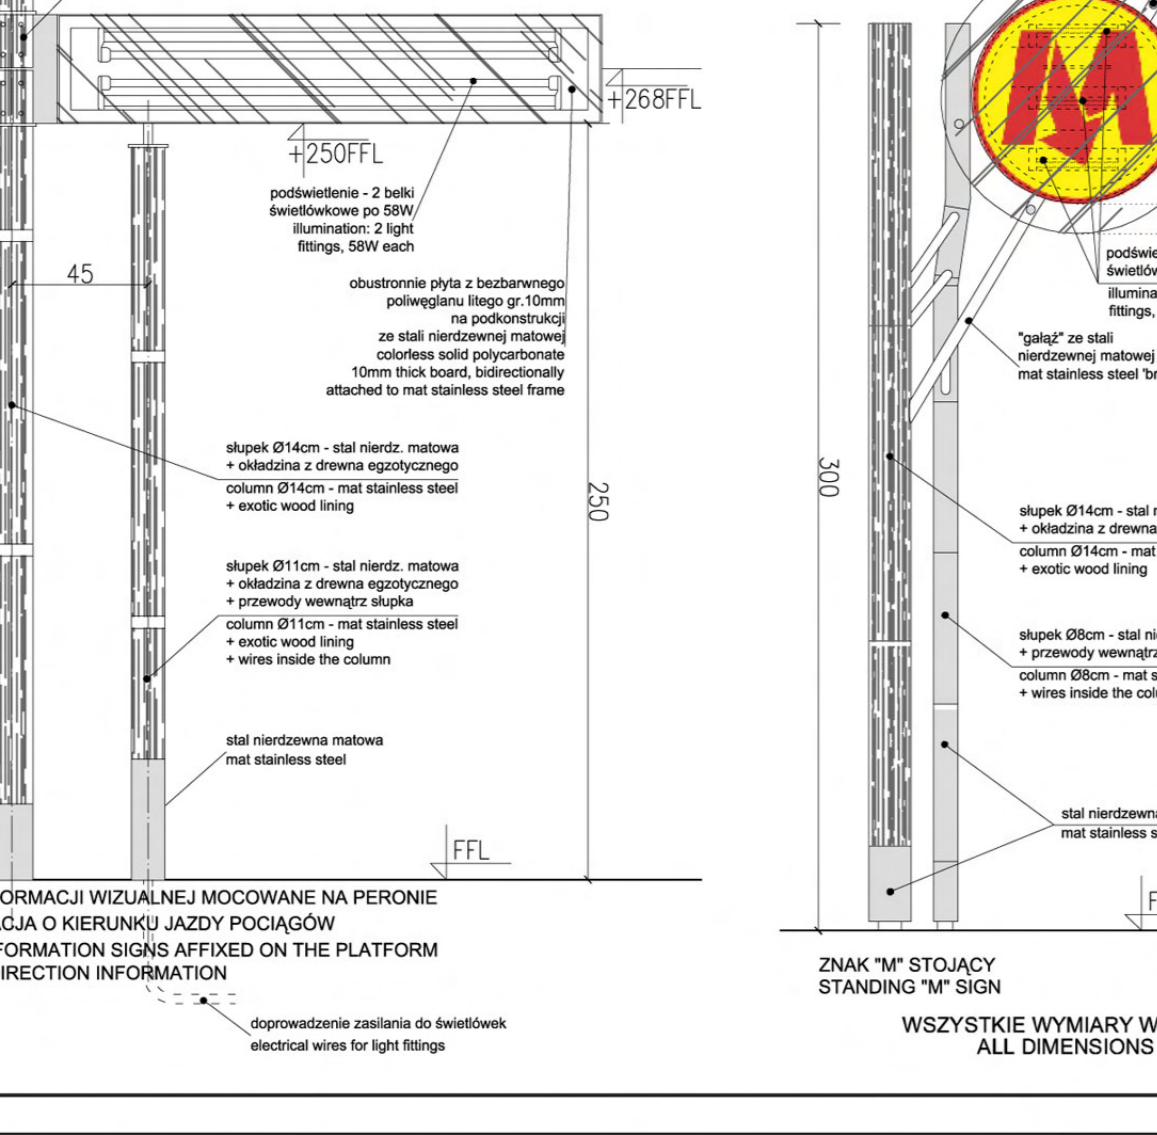 +268FFL
+250FFL
podświetlenie - 2 belki
świetlówkowe po 58W
illumination: 2 light
fittings, 58W each
45
obustronnie płyta z bezbarwnego
poliwęglanu litego gr.10mm
na podkonstrukcji
ze stali nierdzewnej matowej
colorless solid polycarbonate
10mm thick board, bidirectionally
attached to mat stainless steel frame
słupek Ø14cm - stal nierdz. matowa
+ okładzina z drewna egzotycznego
column Ø14cm - mat stainless steel
+ exotic wood lining
250
słupek Ø11cm - stal nierdz. matowa
+ okładzina z drewna egzotycznego
+ przewody wewnątrz słupka
column Ø11cm - mat stainless steel
+ exotic wood lining
+ wires inside the column
stal nierdzewna matowa
mat stainless steel
FFL
ORMACJI WIZUALNEJ MOCOWANE NA PERONIE
ACJA O KIERUNKU JAZDY POCIĄGÓW
FORMATION SIGNS AFFIXED ON THE PLATFORM
IRECTION INFORMATION
doprowadzenie zasilania do świetlówek
electrical wires for light fittings
M
podświe
świetlów
illumina
fittings,
"gałąź" ze stali
nierdzewnej matowej
mat stainless steel 'br
300
słupek Ø14cm - stal n
+ okładzina z drewna
column Ø14cm - mat
+ exotic wood lining
słupek Ø8cm - stal nie
+ przewody wewnątrz
column Ø8cm - mat s
+ wires inside the colu
stal nierdzewna
mat stainless s
F
ZNAK "M" STOJĄCY
STANDING "M" SIGN
WSZYSTKIE WYMIARY W
ALL DIMENSIONS